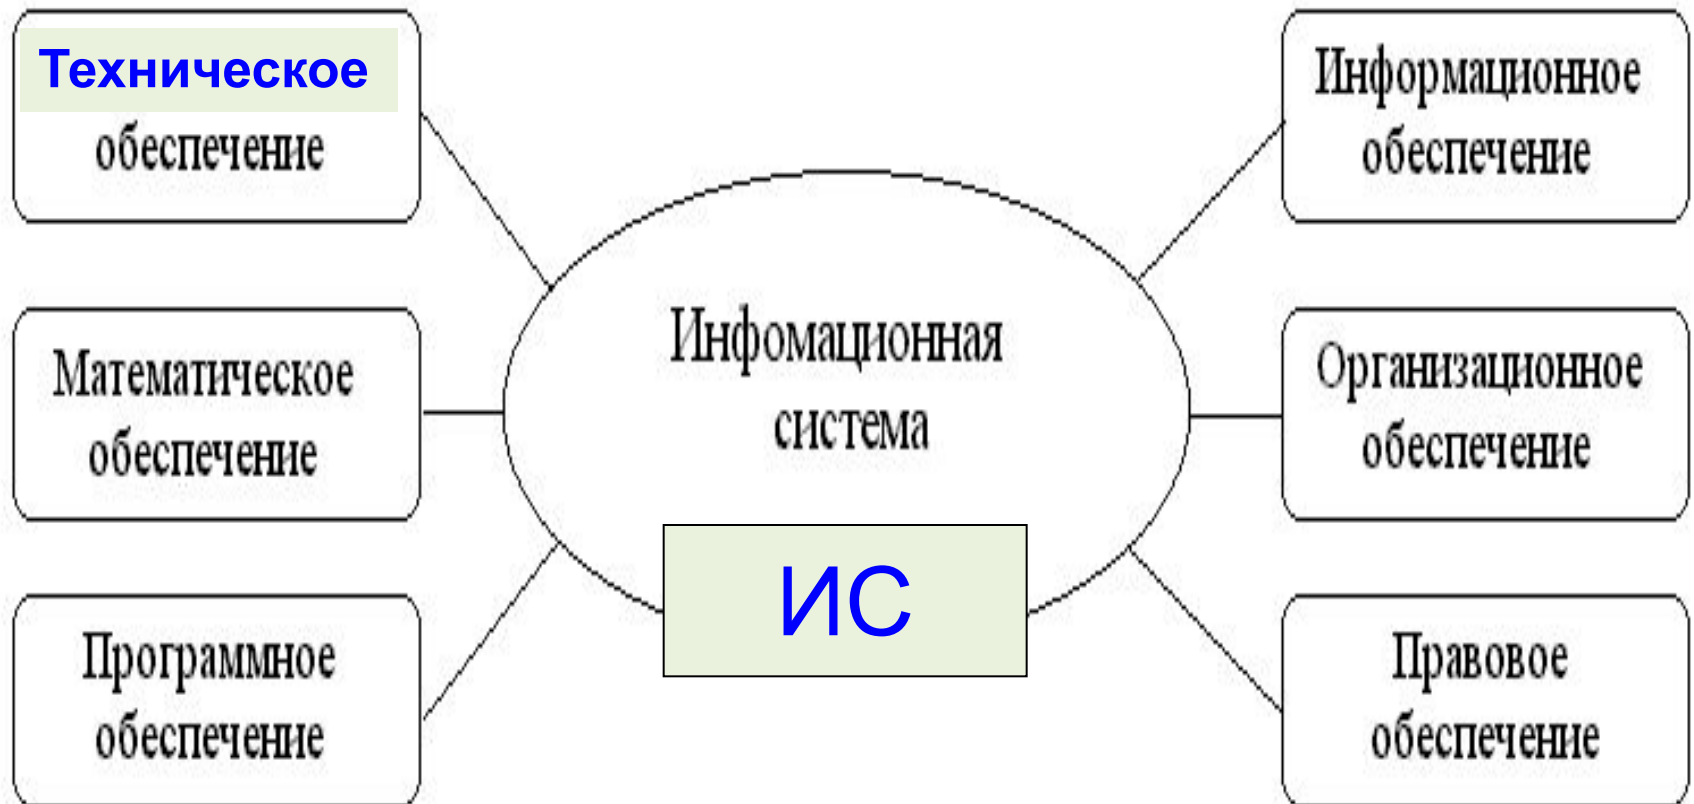 Техническое
обеспечение
Математическое
обеспечение
Программное
обеспечение
Инфомационная
система
ИС
Информационное
обеспечение
Организационное
обеспечение
Правовое
обеспечение